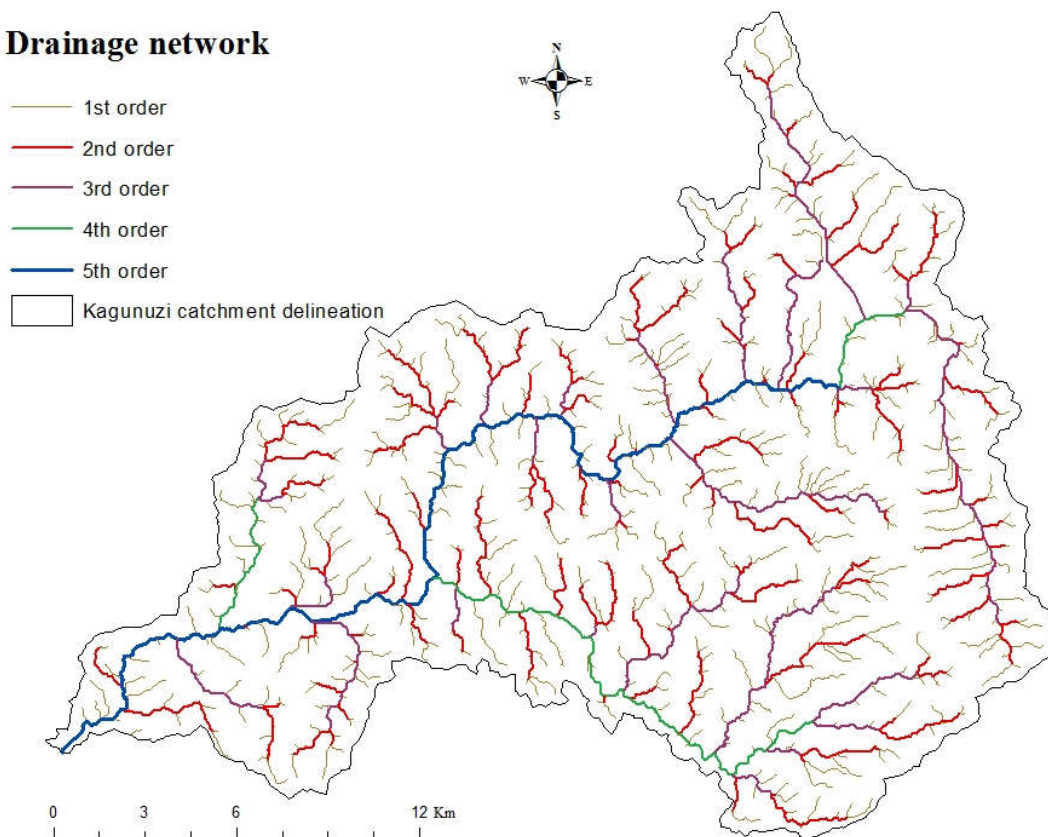 Drainage network
1st order
2nd order
3rd order
4th order
5th order
Kagunuzi catchment delineation
N
W E
S
0 3 6 12 Km